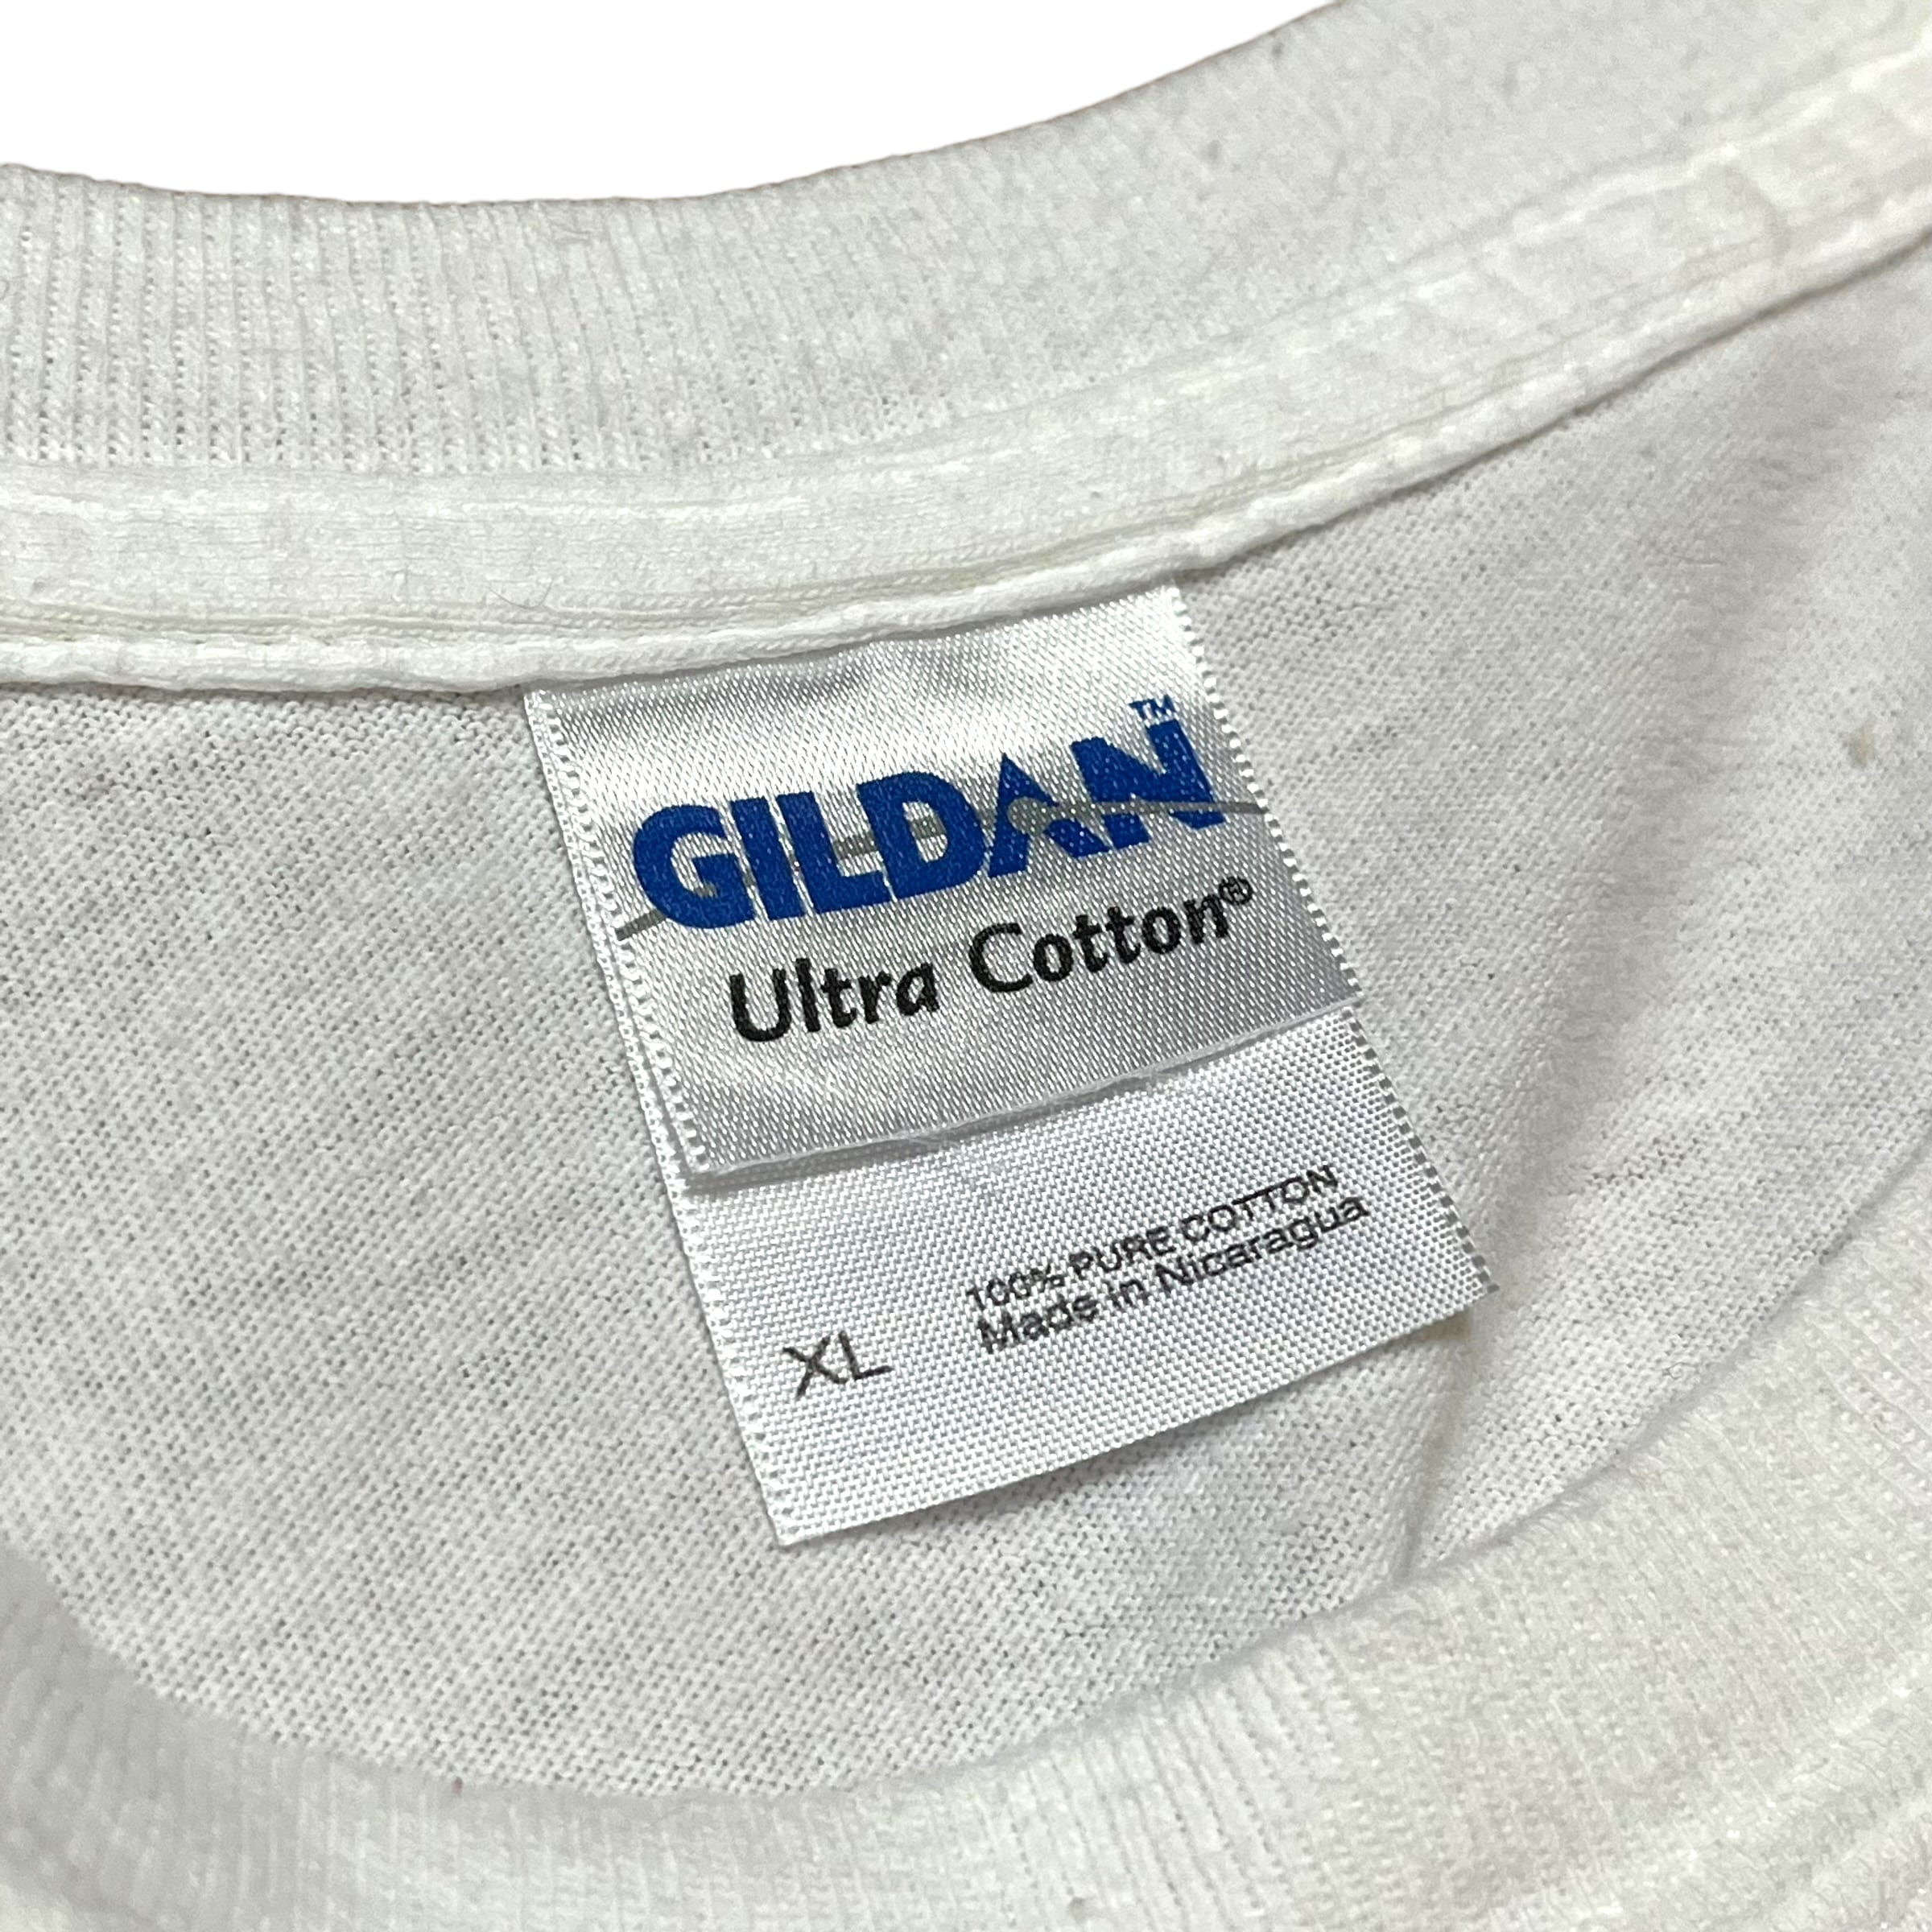 GILDAN™
Ultra Cotton®
100% PURE COTTON
Made in Nicaragua
XL